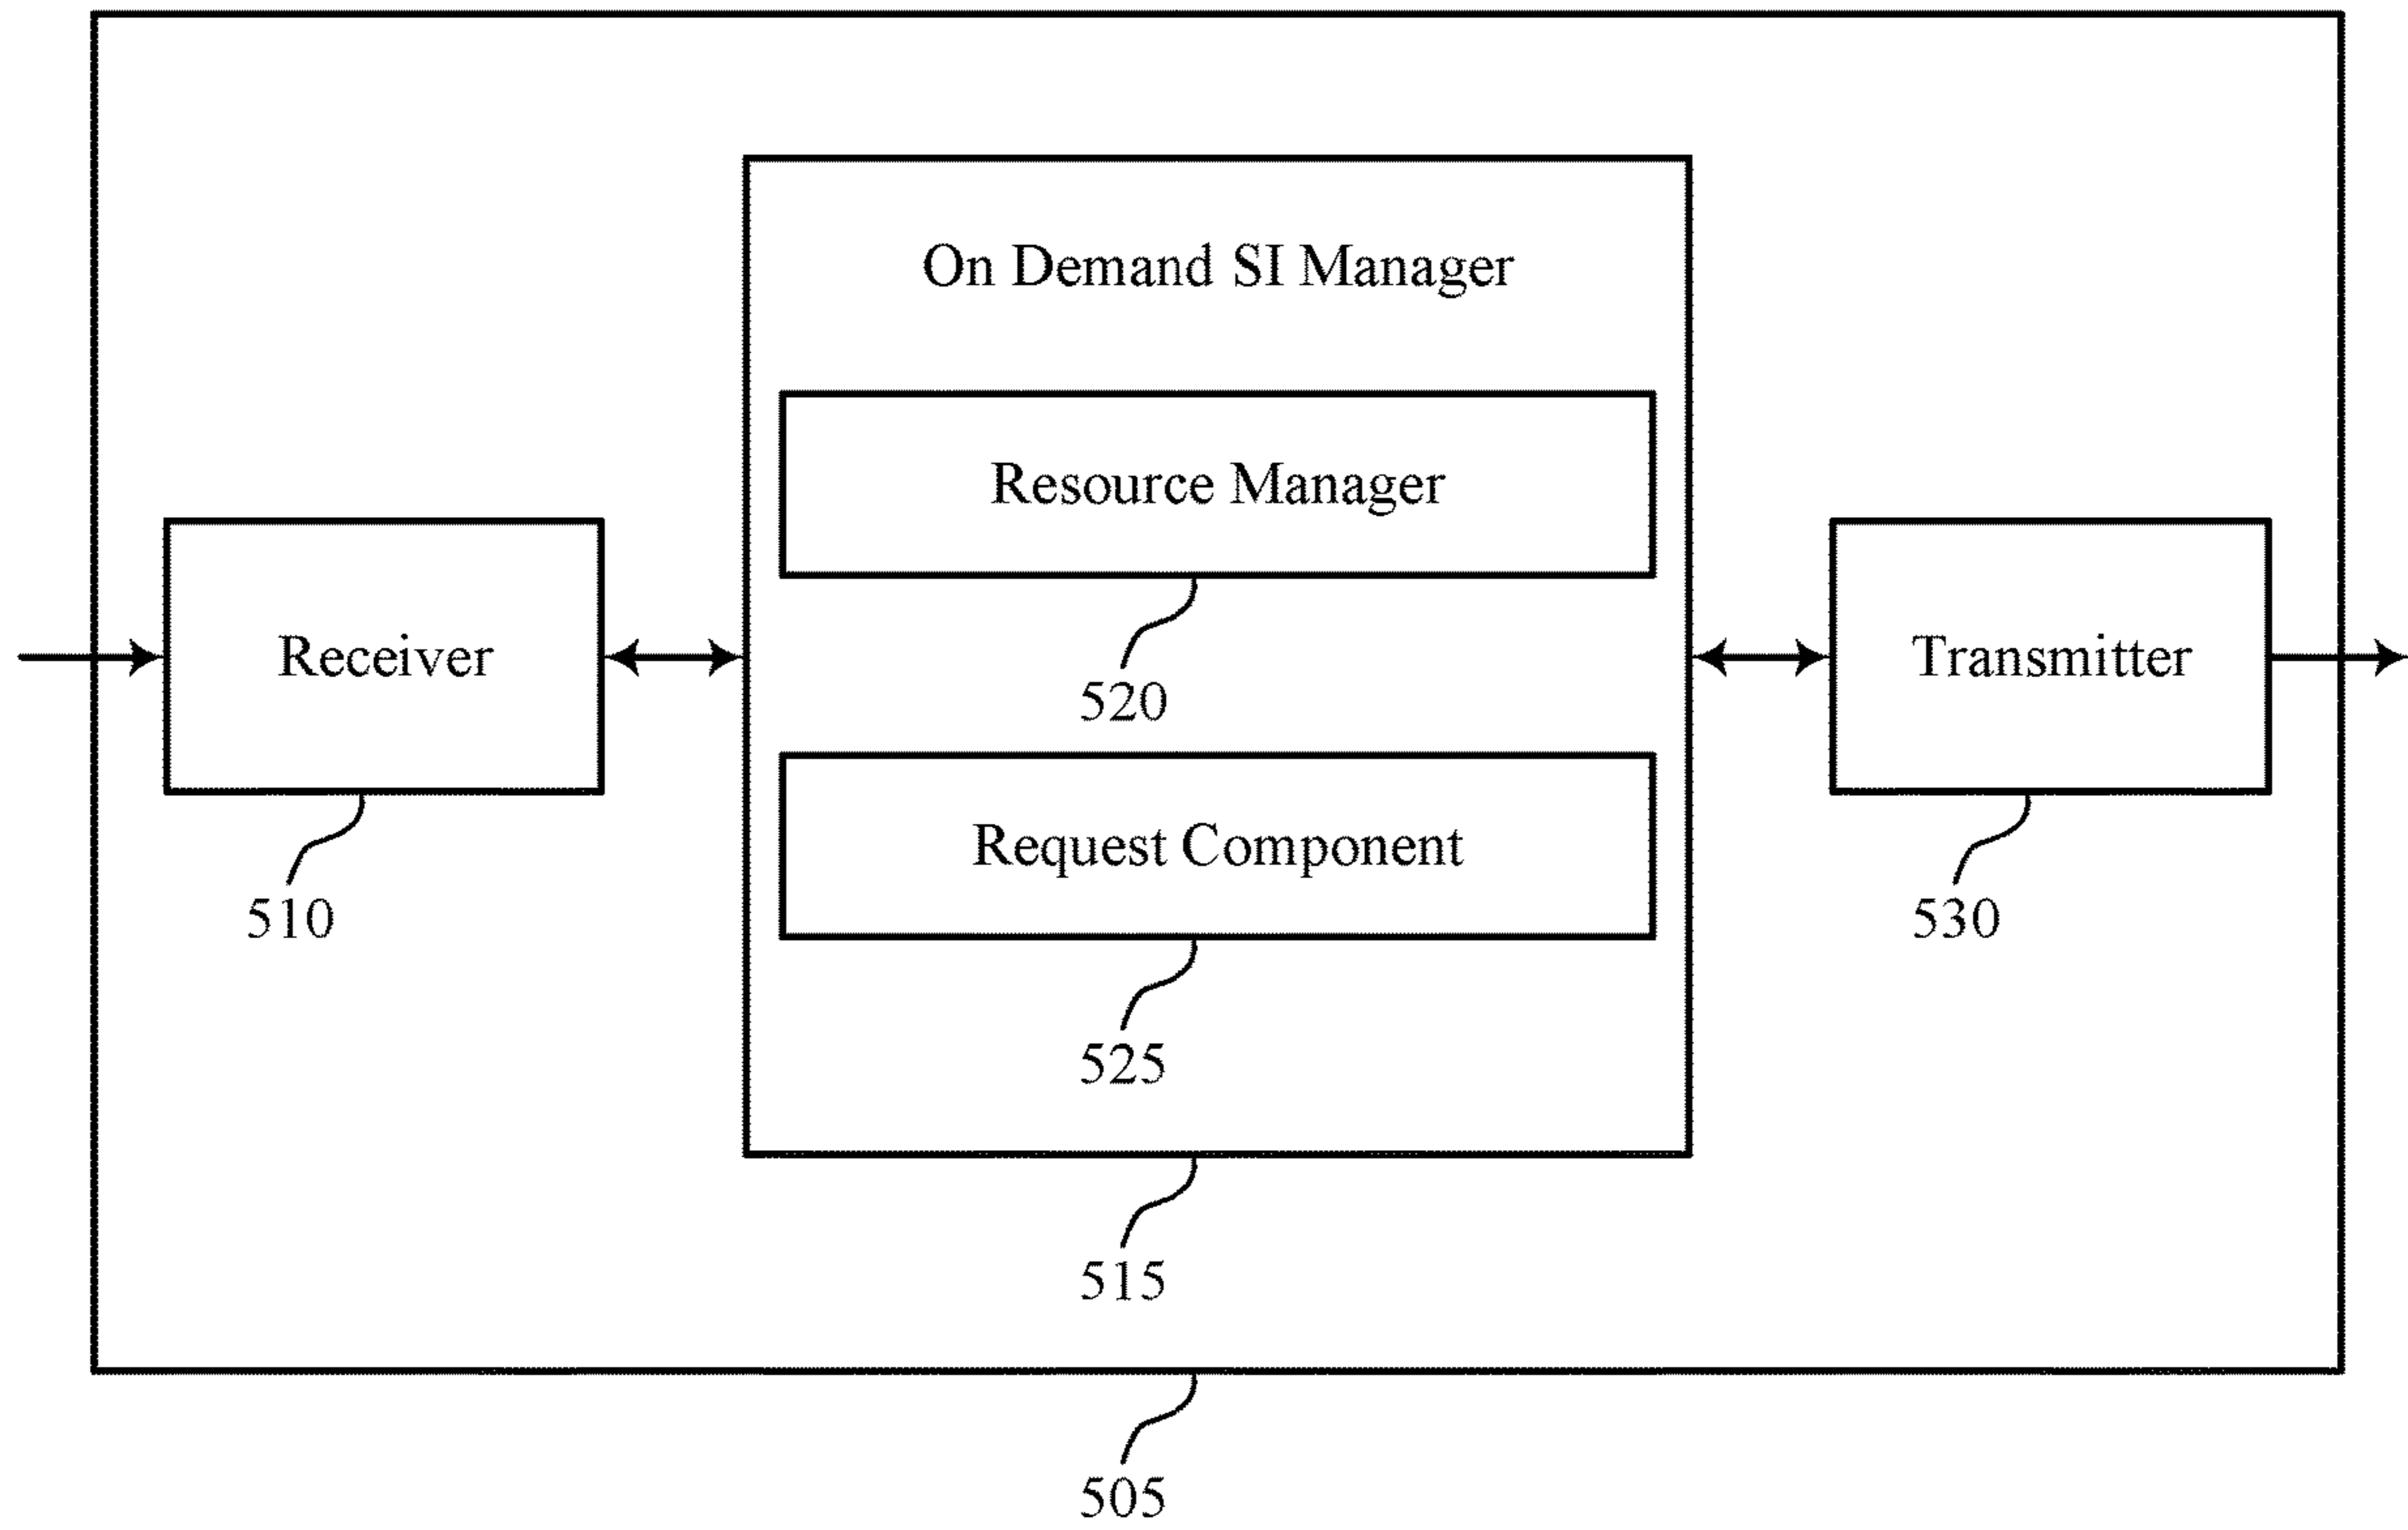 On Demand SI Manager
Resource Manager
520
Receiver
510
Transmitter
530
Request Component
525
515
505